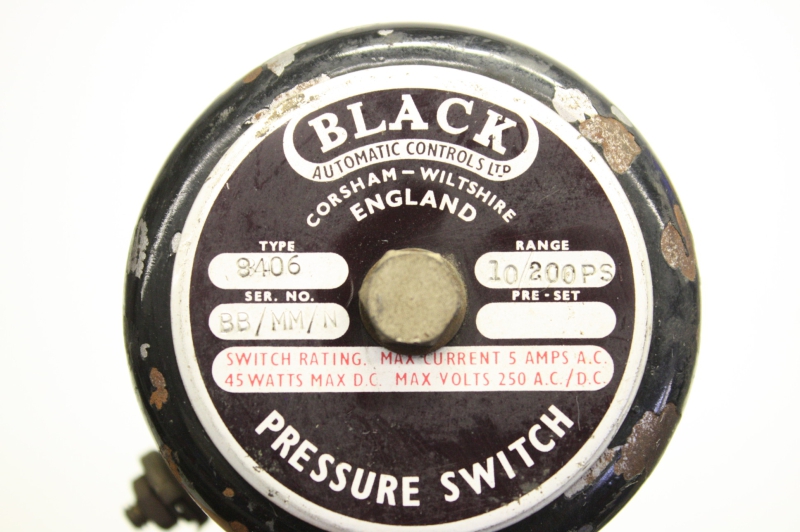 BLACK
AUTOMATIC CONTROLS LTD
CORSHAM - WILTSHIRE
ENGLAND
TYPE
8406
RANGE
10/200PS
SER. NO.
BB/MM/N
PRE-SET
SWITCH RATING. MAX CURRENT 5 AMPS A.C.
45 WATTS MAX D.C. MAX VOLTS 250 A.C./D.C.
PRESSURE SWITCH